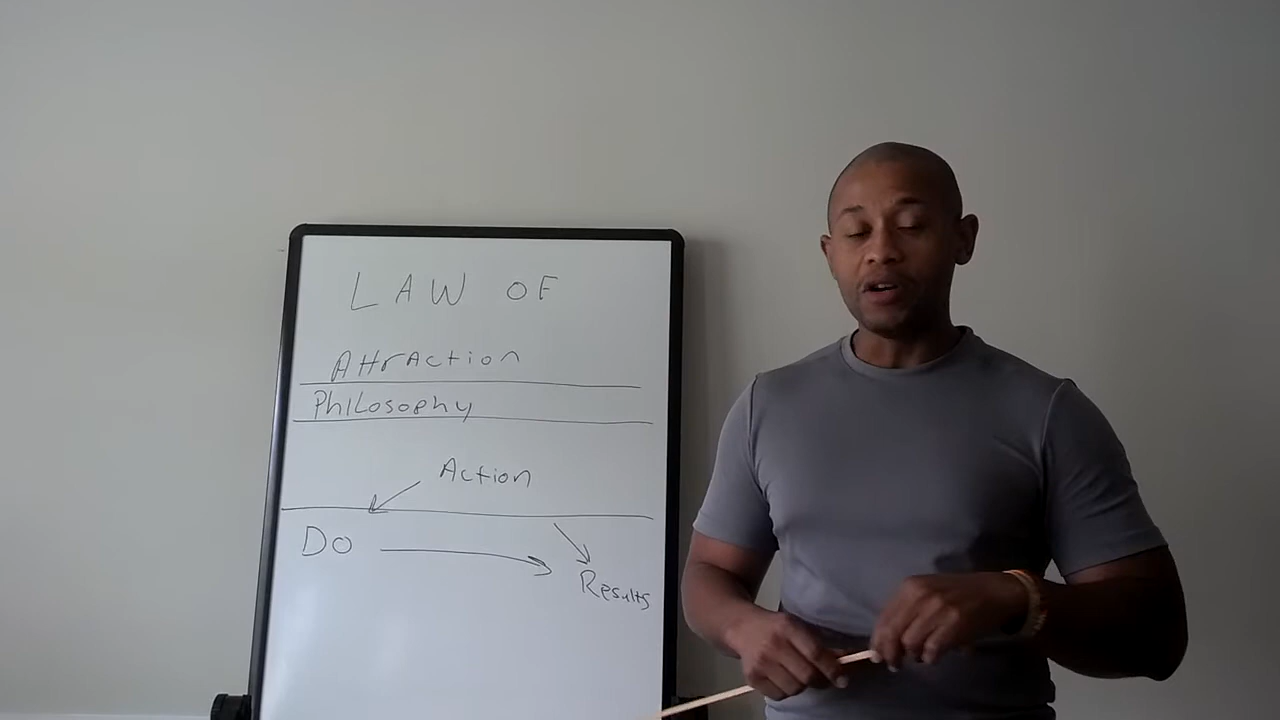 LAW OF
AttrAction
PhiLosophy
Action
Do
Results